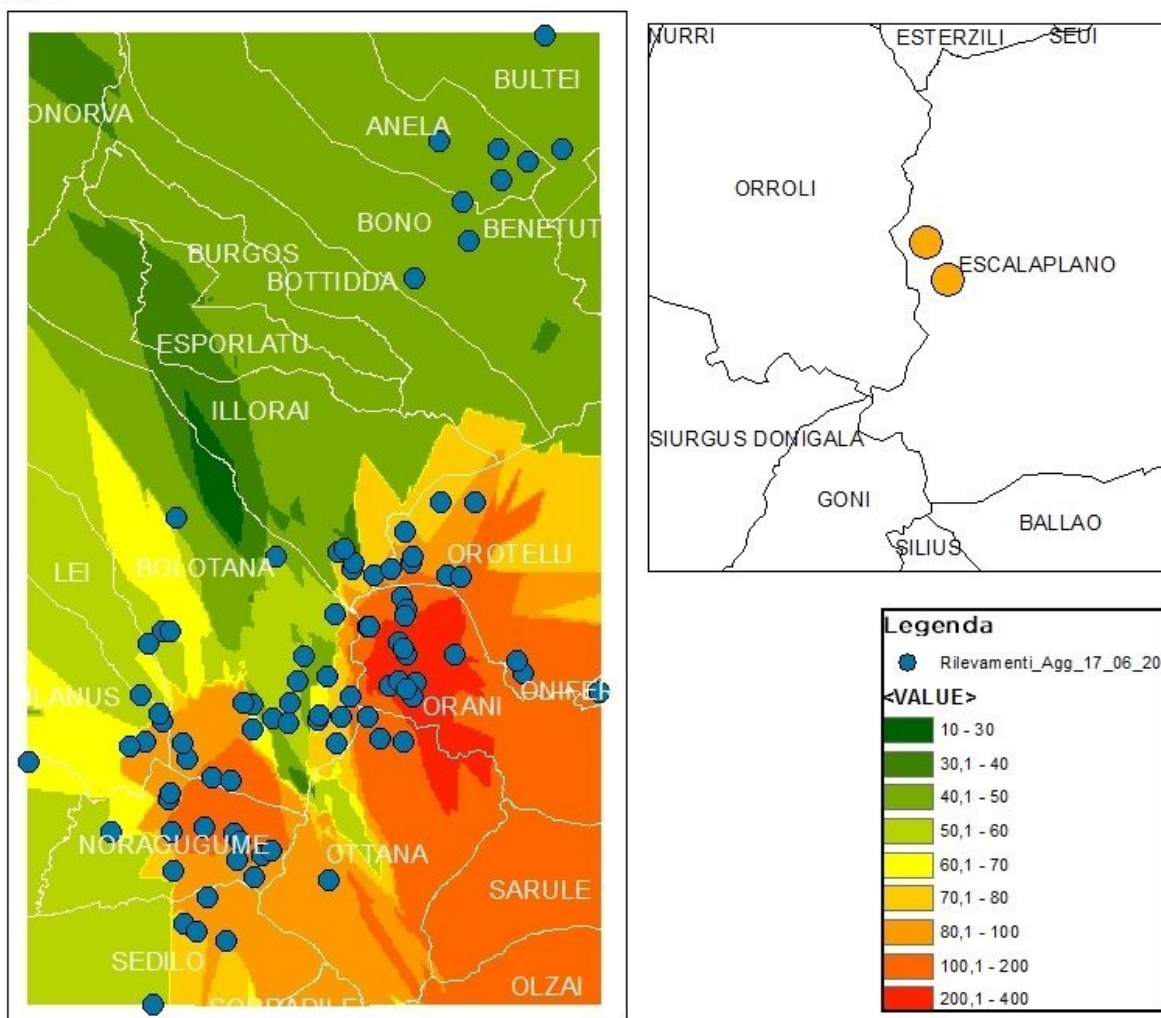 BULTEI
ONORVA
ANELA
BONO
BENETUT
BURGOS
BOTTIDDA
ESPORLATU
ILLORAI
OROTELLI
LEI
BOLOTANA
ILANUS
ONIFER
ORANI
NORAGUGUME
OTTANA
SARULE
SEDILO
OLZAI
SORRADILE
NURRI
ESTERZILI
SEUI
ORROLI
ESCALAPLANO
SIURGUS DONIGALA
GONI
BALLAO
SILIUS
Legenda
Rilevamenti_Agg_17_06_20
<VALUE>
10 - 30
30,1 - 40
40,1 - 50
50,1 - 60
60,1 - 70
70,1 - 80
80,1 - 100
100,1 - 200
200,1 - 400